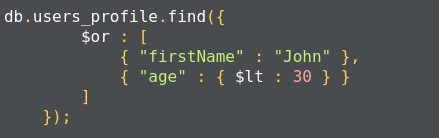 db.users_profile.find({
        $or : [
            { "firstName" : "John" },
            { "age" : { $lt : 30 } }
        ]
    });